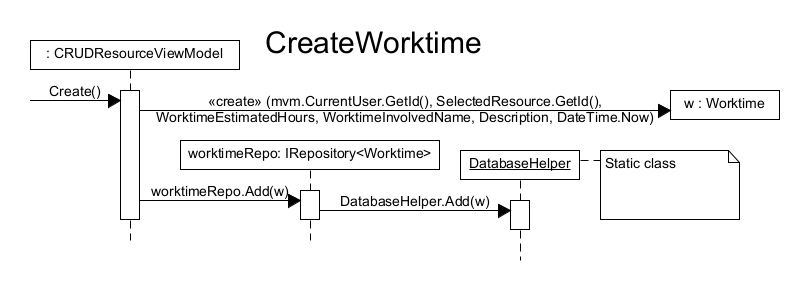 CreateWorktime
: CRUDResourceViewModel
Create()
«create» (mvm.CurrentUser.GetId(), SelectedResource.GetId(),
WorktimeEstimatedHours, WorktimeInvolvedName, Description, DateTime.Now)
w : Worktime
worktimeRepo: IRepository<Worktime>
DatabaseHelper
Static class
worktimeRepo.Add(w)
DatabaseHelper.Add(w)